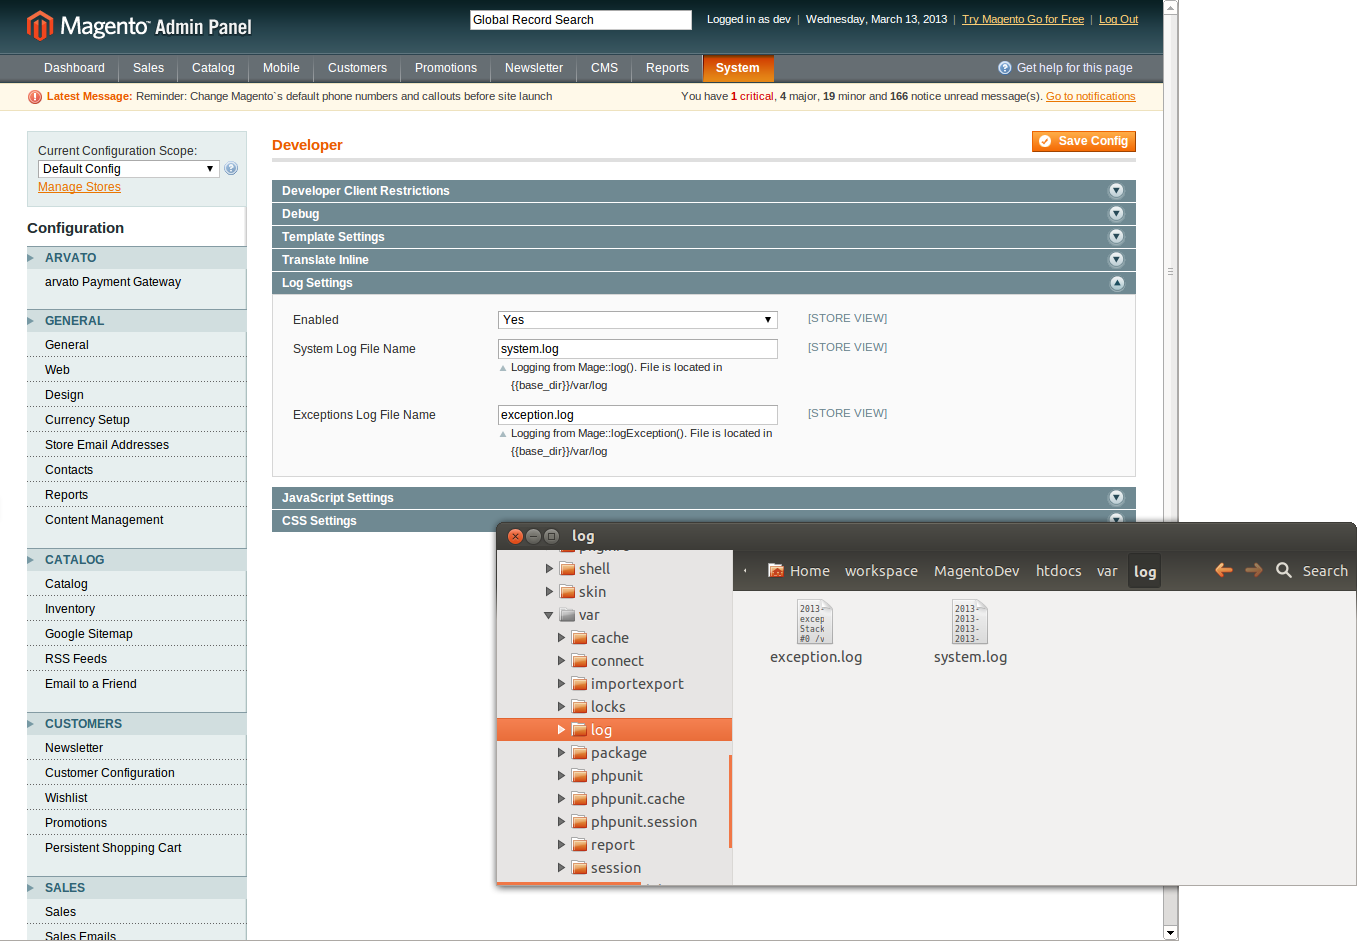 Magento™ Admin Panel
Global Record Search
Logged in as dev | Wednesday, March 13, 2013 | Try Magento Go for Free | Log Out
Dashboard Sales Catalog Mobile Customers Promotions Newsletter CMS Reports System
Get help for this page
Latest Message: Reminder: Change Magento`s default phone numbers and callouts before site launch
You have 1 critical, 4 major, 19 minor and 166 notice unread message(s). Go to notifications
Current Configuration Scope:
Default Config
Manage Stores
Configuration
ARVATO
arvato Payment Gateway
GENERAL
General
Web
Design
Currency Setup
Store Email Addresses
Contacts
Reports
Content Management
CATALOG
Catalog
Inventory
Google Sitemap
RSS Feeds
Email to a Friend
CUSTOMERS
Newsletter
Customer Configuration
Wishlist
Promotions
Persistent Shopping Cart
SALES
Sales
Sales Emails
Developer
Save Config
Developer Client Restrictions
Debug
Template Settings
Translate Inline
Log Settings
Enabled Yes [STORE VIEW]
System Log File Name system.log [STORE VIEW]
Logging from Mage::log(). File is located in
{{base_dir}}/var/log
Exceptions Log File Name exception.log [STORE VIEW]
Logging from Mage::logException(). File is located in
{{base_dir}}/var/log
JavaScript Settings
CSS Settings
log
Home workspace MagentoDev htdocs var log
Search
shell
skin
var
cache
connect
importexport
locks
log
package
phpunit
phpunit.cache
phpunit.session
report
session
2013-
excep
Stack
#0 /v
exception.log
2013-
2013-
2013-
2013-
system.log